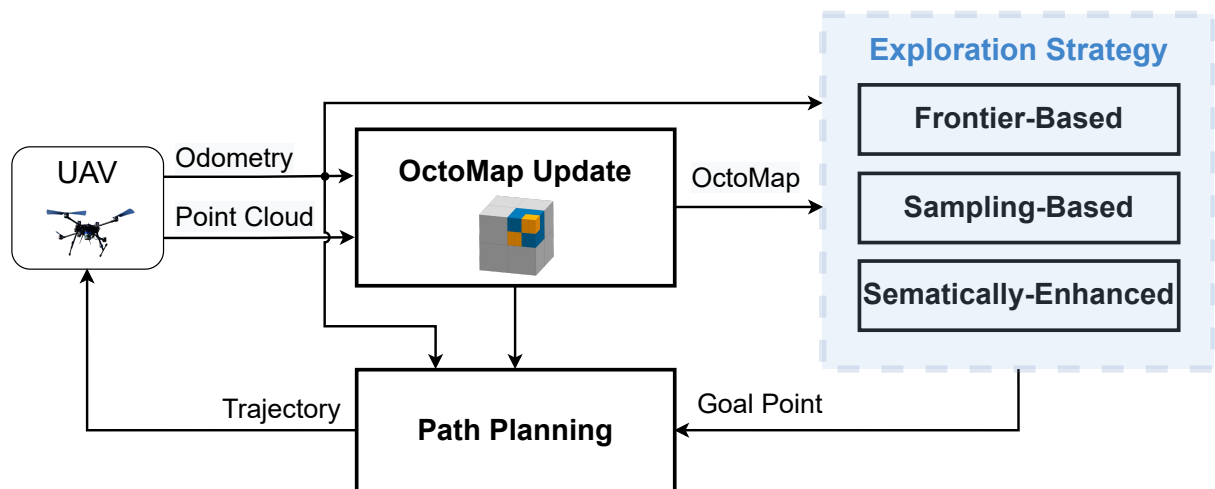 Exploration Strategy
Frontier-Based
UAV
Odometry
OctoMap Update
OctoMap
Sampling-Based
Point Cloud
Sematically-Enhanced
Trajectory
Path Planning
Goal Point